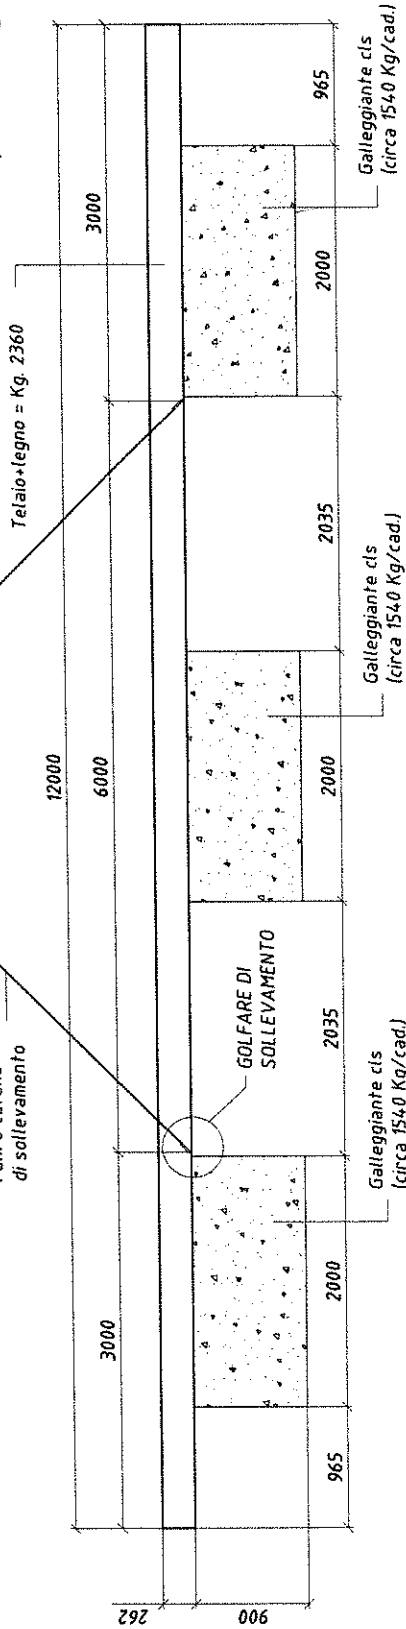 di sollevamento
Telaio+legno = Kg. 2360
12000
3000
6000
3000
GOLFARE DI
SOLLEVAMENTO
262
900
965
2000
2035
2000
2035
2000
965
Galleggiante cls
(circa 1540 Kg/cad.)
Galleggiante cls
(circa 1540 Kg/cad.)
Galleggiante cls
(circa 1540 Kg/cad.)